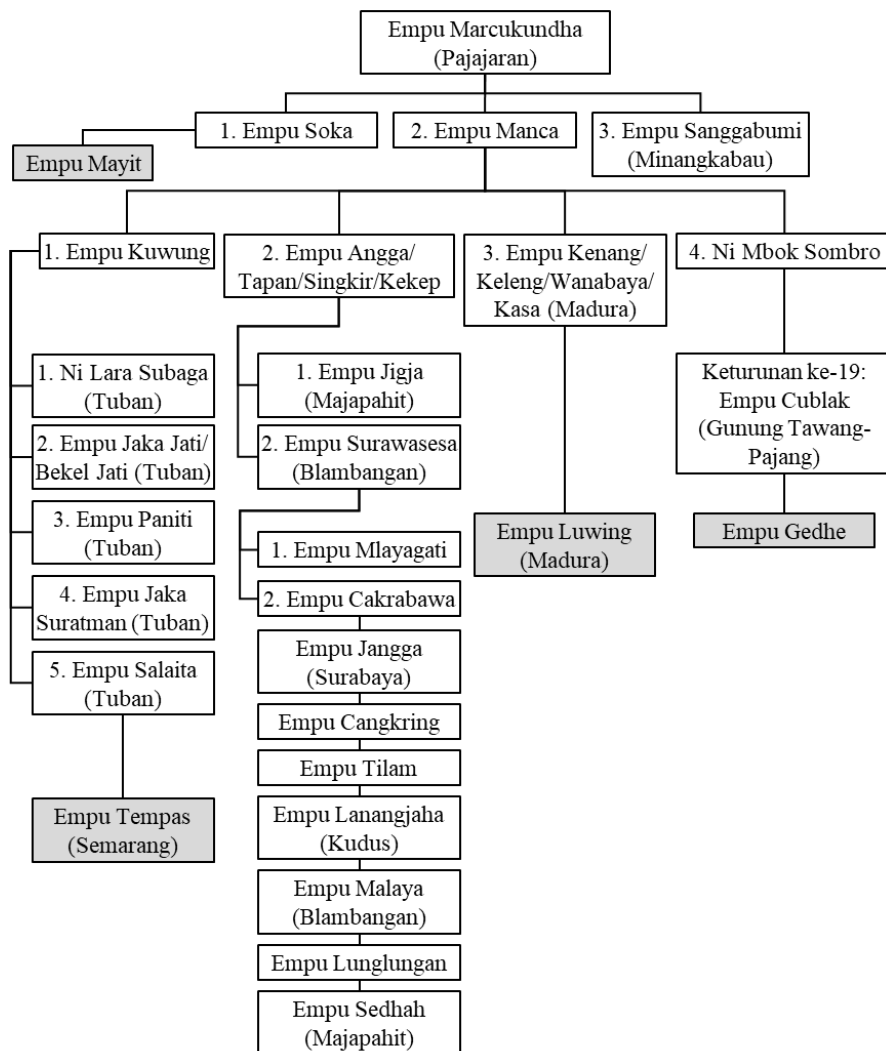 Empu Marcukundha
(Pajajaran)
1. Empu Soka
2. Empu Manca
3. Empu Sanggabumi
(Minangkabau)
Empu Mayit
1. Empu Kuwung
2. Empu Angga/
Tapan/Singkir/Kekep
3. Empu Kenang/
Keleng/Wanabaya/
Kasa (Madura)
4. Ni Mbok Sombro
1. Ni Lara Subaga
(Tuban)
2. Empu Jaka Jati/
Bekel Jati (Tuban)
3. Empu Paniti
(Tuban)
4. Empu Jaka
Suratman (Tuban)
5. Empu Salaita
(Tuban)
Empu Tempas
(Semarang)
1. Empu Jigja
(Majapahit)
2. Empu Surawasesa
(Blambangan)
1. Empu Mlayagati
2. Empu Cakrabawa
Empu Jangga
(Surabaya)
Empu Cangkring
Empu Tilam
Empu Lanangjaha
(Kudus)
Empu Malaya
(Blambangan)
Empu Lunglungan
Empu Sedhah
(Majapahit)
Empu Luwing
(Madura)
Keturunan ke-19:
Empu Cublak
(Gunung Tawang-
Pajang)
Empu Gedhe